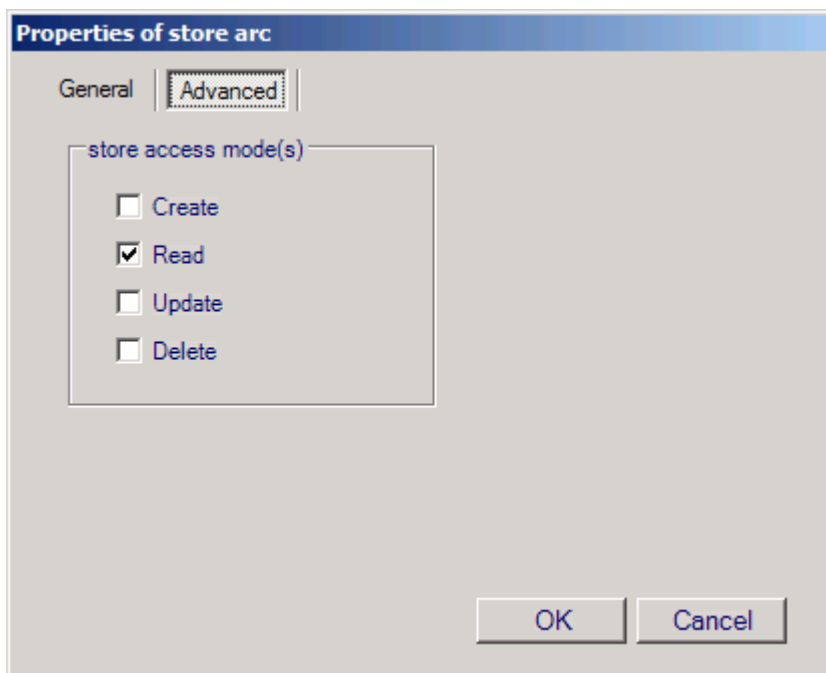 Properties of store arc
General Advanced
store access mode(s)
Create
Read
Update
Delete
OK Cancel